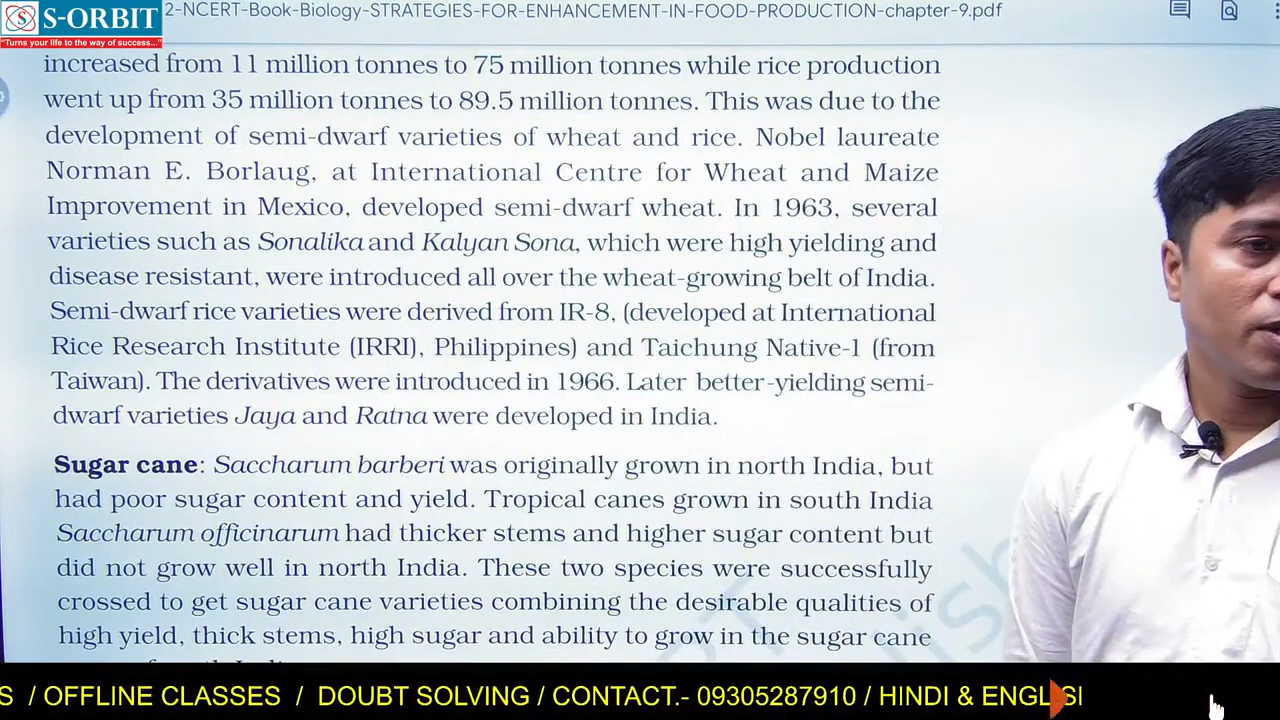 S-ORBIT
"Turns your life to the way of success..."
2-NCERT-Book-Biology-STRATEGIES-FOR-ENHANCEMENT-IN-FOOD-PRODUCTION-chapter-9.pdf
increased from 11 million tonnes to 75 million tonnes while rice production
went up from 35 million tonnes to 89.5 million tonnes. This was due to the
development of semi-dwarf varieties of wheat and rice. Nobel laureate
Norman E. Borlaug, at International Centre for Wheat and Maize
Improvement in Mexico, developed semi-dwarf wheat. In 1963, several
varieties such as Sonalika and Kalyan Sona, which were high yielding and
disease resistant, were introduced all over the wheat-growing belt of India.
Semi-dwarf rice varieties were derived from IR-8, (developed at International
Rice Research Institute (IRRI), Philippines) and Taichung Native-1 (from
Taiwan). The derivatives were introduced in 1966. Later better-yielding semi-
dwarf varieties Jaya and Ratna were developed in India.
Sugar cane: Saccharum barberi was originally grown in north India, but
had poor sugar content and yield. Tropical canes grown in south India
Saccharum officinarum had thicker stems and higher sugar content but
did not grow well in north India. These two species were successfully
crossed to get sugar cane varieties combining the desirable qualities of
high yield, thick stems, high sugar and ability to grow in the sugar cane
S / OFFLINE CLASSES / DOUBT SOLVING / CONTACT.- 09305287910 / HINDI & ENGLISH